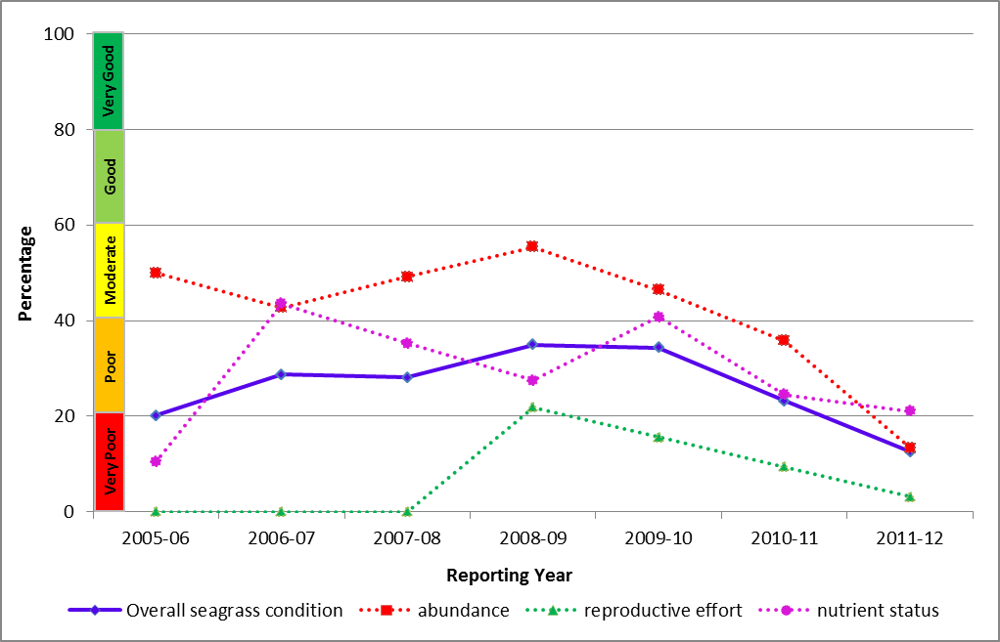 100
80
60
40
20
0
Percentage
Very Good
Good
Moderate
Poor
Very Poor
2005-06 2006-07 2007-08 2008-09 2009-10 2010-11 2011-12
Reporting Year
Overall seagrass condition abundance reproductive effort nutrient status